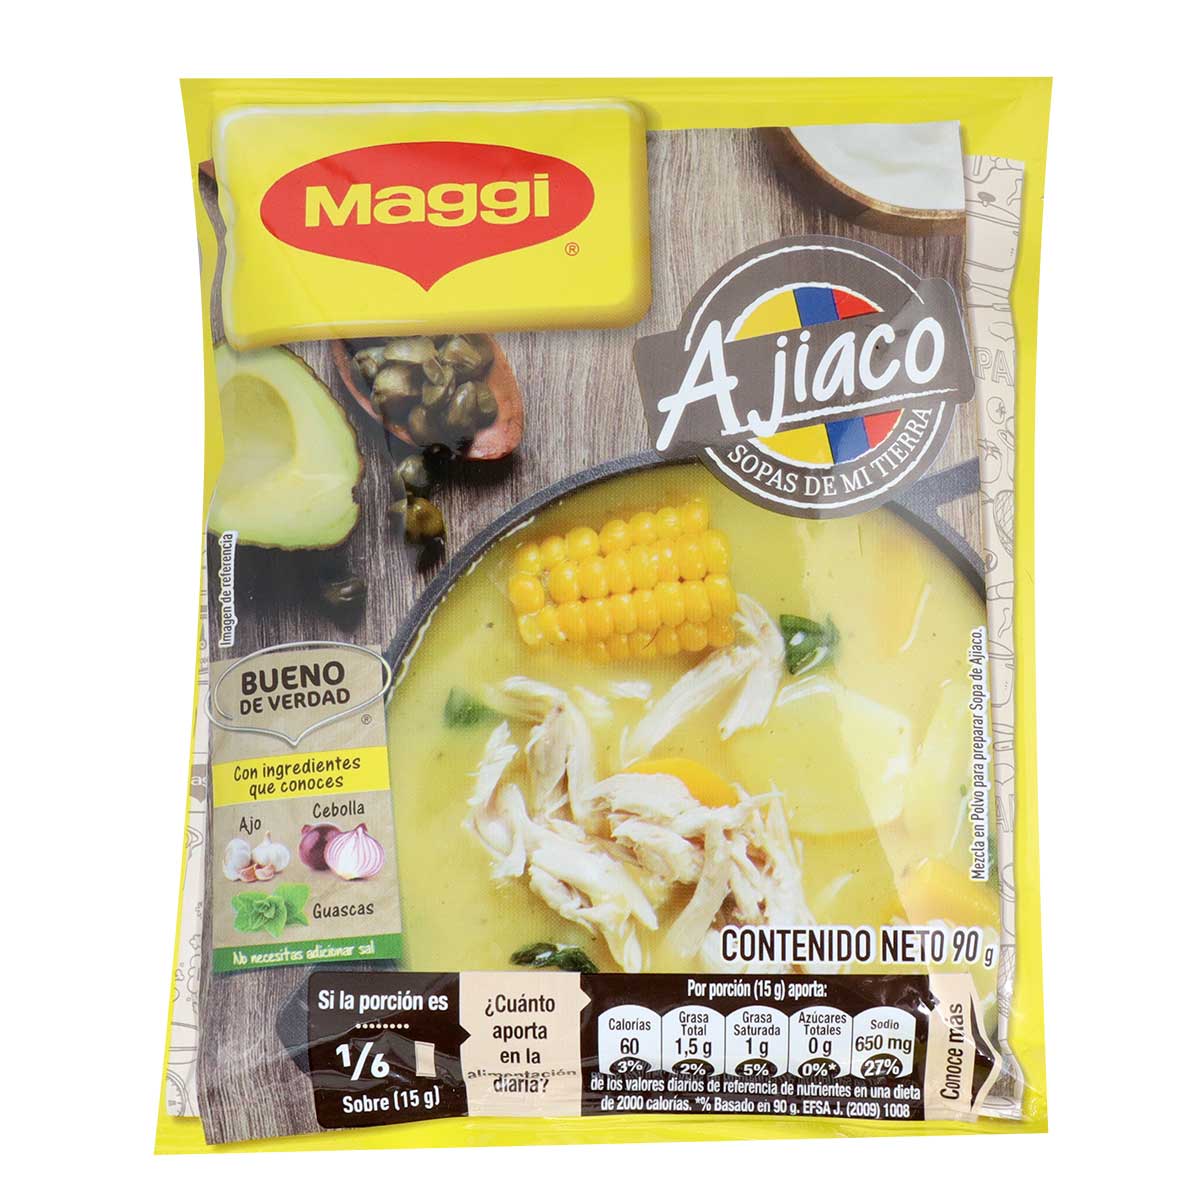 Maggi
®
Ajiaco
SOPAS DE MI TIERRA
Imagen de referencia
BUENO
DE VERDAD
®
Con ingredientes
que conoces
Ajo
Cebolla
Guascas
No necesitas adicionar sal
Mezcla en Polvo para preparar Sopa de Ajiaco.
CONTENIDO NETO 90 g
Si la porción es
1/6
Sobre (15 g)
¿Cuánto
aporta
en la
alimentación
diaria?
Por porción (15 g) aporta:
Calorías
60
3%
Grasa
Total
1,5 g
2%
Grasa
Saturada
1 g
5%
Azúcares
Totales
0 g
0%*
Sodio
650 mg
27%
de los valores diarios de referencia de nutrientes en una dieta
de 2000 calorías. *% Basado en 90 g. EFSA J. (2009) 1008
Conoce más